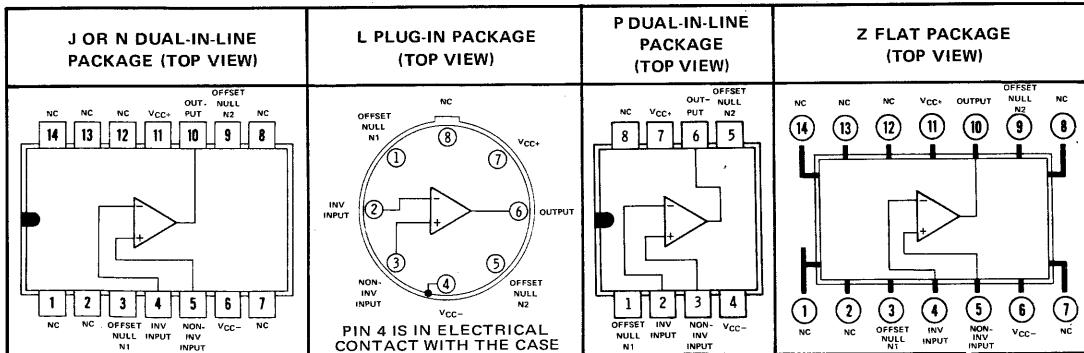 J OR N DUAL-IN-LINE
PACKAGE (TOP VIEW)
NC
NC
NC
VCC+
OUT-
PUT
OFFSET
NULL
N2
NC
14
13
12
11
10
9
8
1
2
3
4
5
6
7
NC
NC
OFFSET
NULL
N1
INV
INPUT
NON-
INV
INPUT
VCC−
NC
L PLUG-IN PACKAGE
(TOP VIEW)
NC
8
OFFSET
NULL
N1
1
7
VCC+
INV
INPUT
2
6
OUTPUT
3
NON-
INV
INPUT
4
VCC−
5
OFFSET
NULL
N2
PIN 4 IS IN ELECTRICAL
CONTACT WITH THE CASE
P DUAL-IN-LINE
PACKAGE
(TOP VIEW)
NC
VCC+
OUT-
PUT
OFFSET
NULL
N2
8
7
6
5
1
2
3
4
OFFSET
NULL
N1
INV
INPUT
NON-
INV
INPUT
VCC−
Z FLAT PACKAGE
(TOP VIEW)
NC
NC
NC
VCC+
OUTPUT
OFFSET
NULL
N2
NC
14
13
12
11
10
9
8
1
2
3
4
5
6
7
NC
NC
OFFSET
NULL N1
INV
INPUT
NON-
INV
INPUT
VCC−
NC